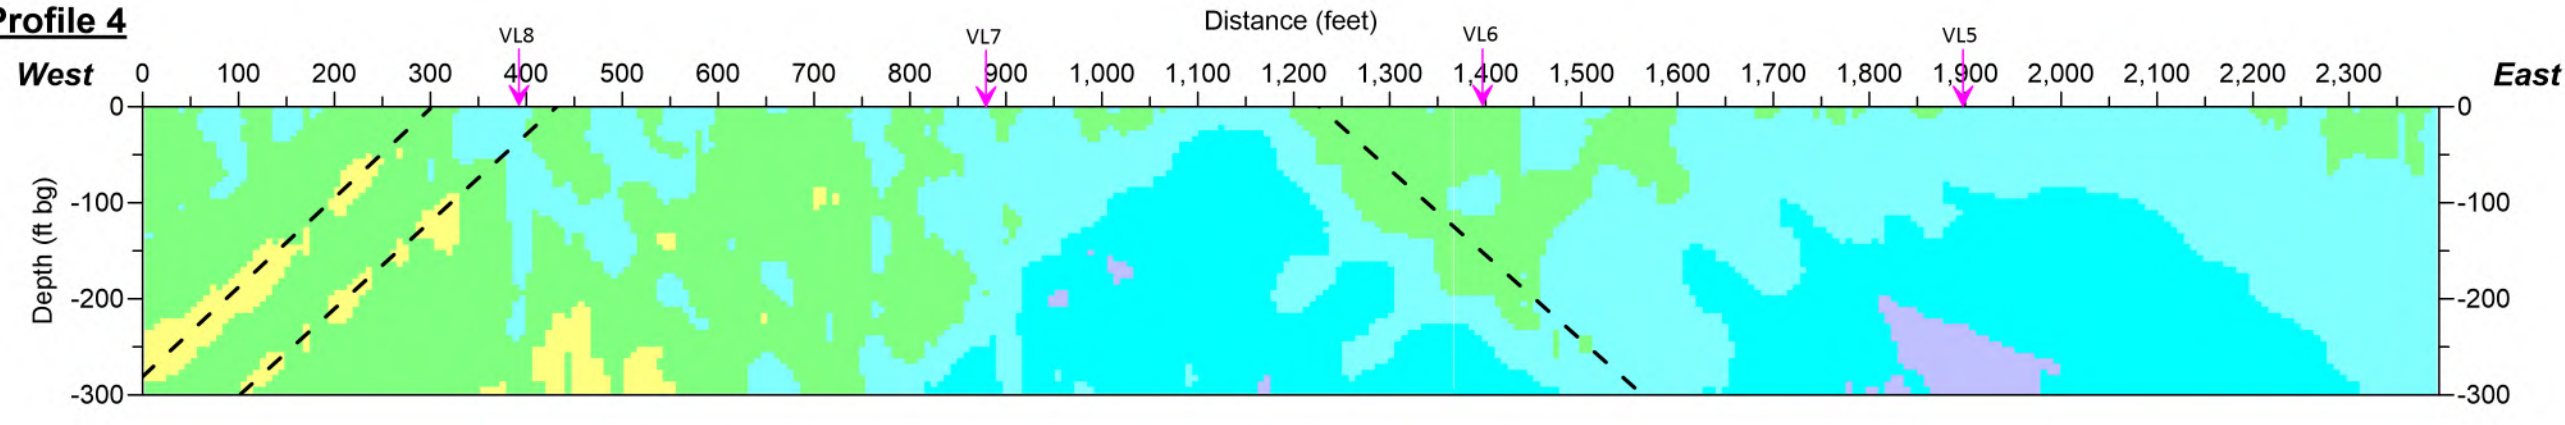 Profile 4
Distance (feet)
VL8 VL7 VL6 VL5
West 0 100 200 300 400 500 600 700 800 900 1,000 1,100 1,200 1,300 1,400 1,500 1,600 1,700 1,800 1,900 2,000 2,100 2,200 2,300 East
0 0
-100 -100
-200 -200
-300 -300
Depth (ft bg)